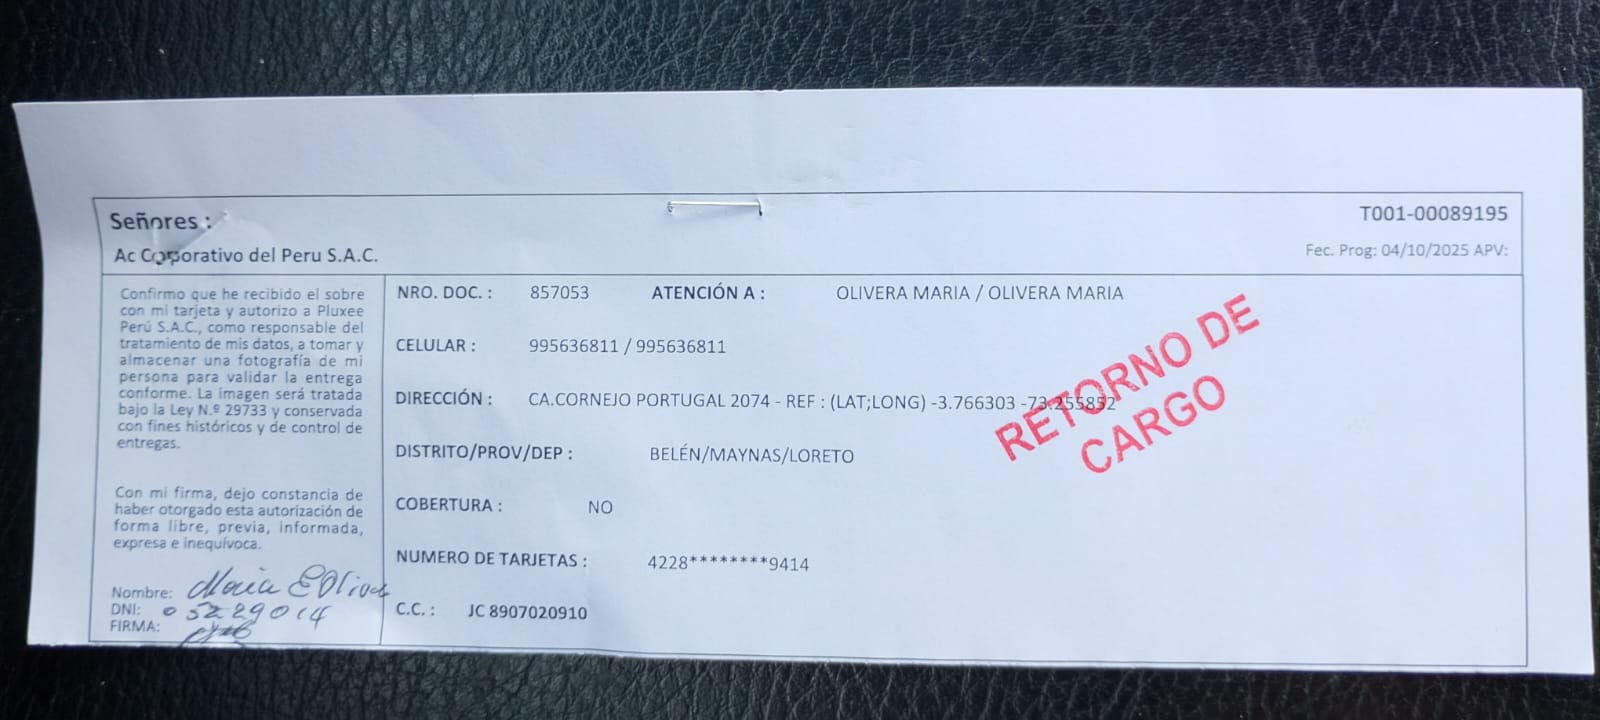 Señores :
T001-00089195
Ac Corporativo del Peru S.A.C.
Fec. Prog: 04/10/2025 APV:
Confirmo que he recibido el sobre
con mi tarjeta y autorizo a Pluxee
Perú S.A.C., como responsable del
tratamiento de mis datos, a tomar y
almacenar una fotografía de mi
persona para validar la entrega
conforme. La imagen será tratada
bajo la Ley N.º 29733 y conservada
con fines históricos y de control de
entregas.
Con mi firma, dejo constancia de
haber otorgado esta autorización de
forma libre, previa, informada,
expresa e inequívoca.
Nombre: Maria E Olivera
DNI: 05229014
FIRMA:
NRO. DOC. : 857053 ATENCIÓN A : OLIVERA MARIA / OLIVERA MARIA
CELULAR : 995636811 / 995636811
DIRECCIÓN : CA.CORNEJO PORTUGAL 2074 - REF : (LAT;LONG) -3.766303 -73.255852
DISTRITO/PROV/DEP : BELÉN/MAYNAS/LORETO
COBERTURA : NO
NUMERO DE TARJETAS : 4228********9414
C.C. : JC 8907020910
RETORNO DE
CARGO